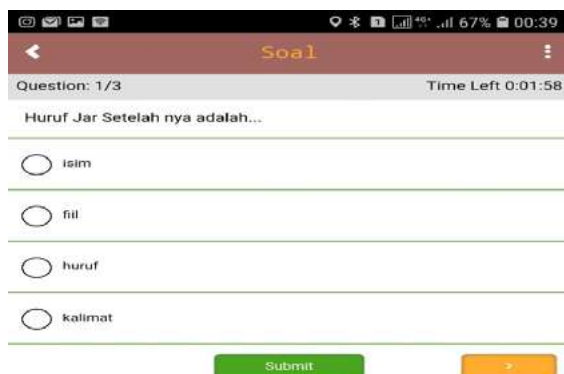 67% 00:39
Soal
Question: 1/3 Time Left 0:01:58
Huruf Jar Setelah nya adalah...
isim
fiil
huruf
kalimat
Submit >